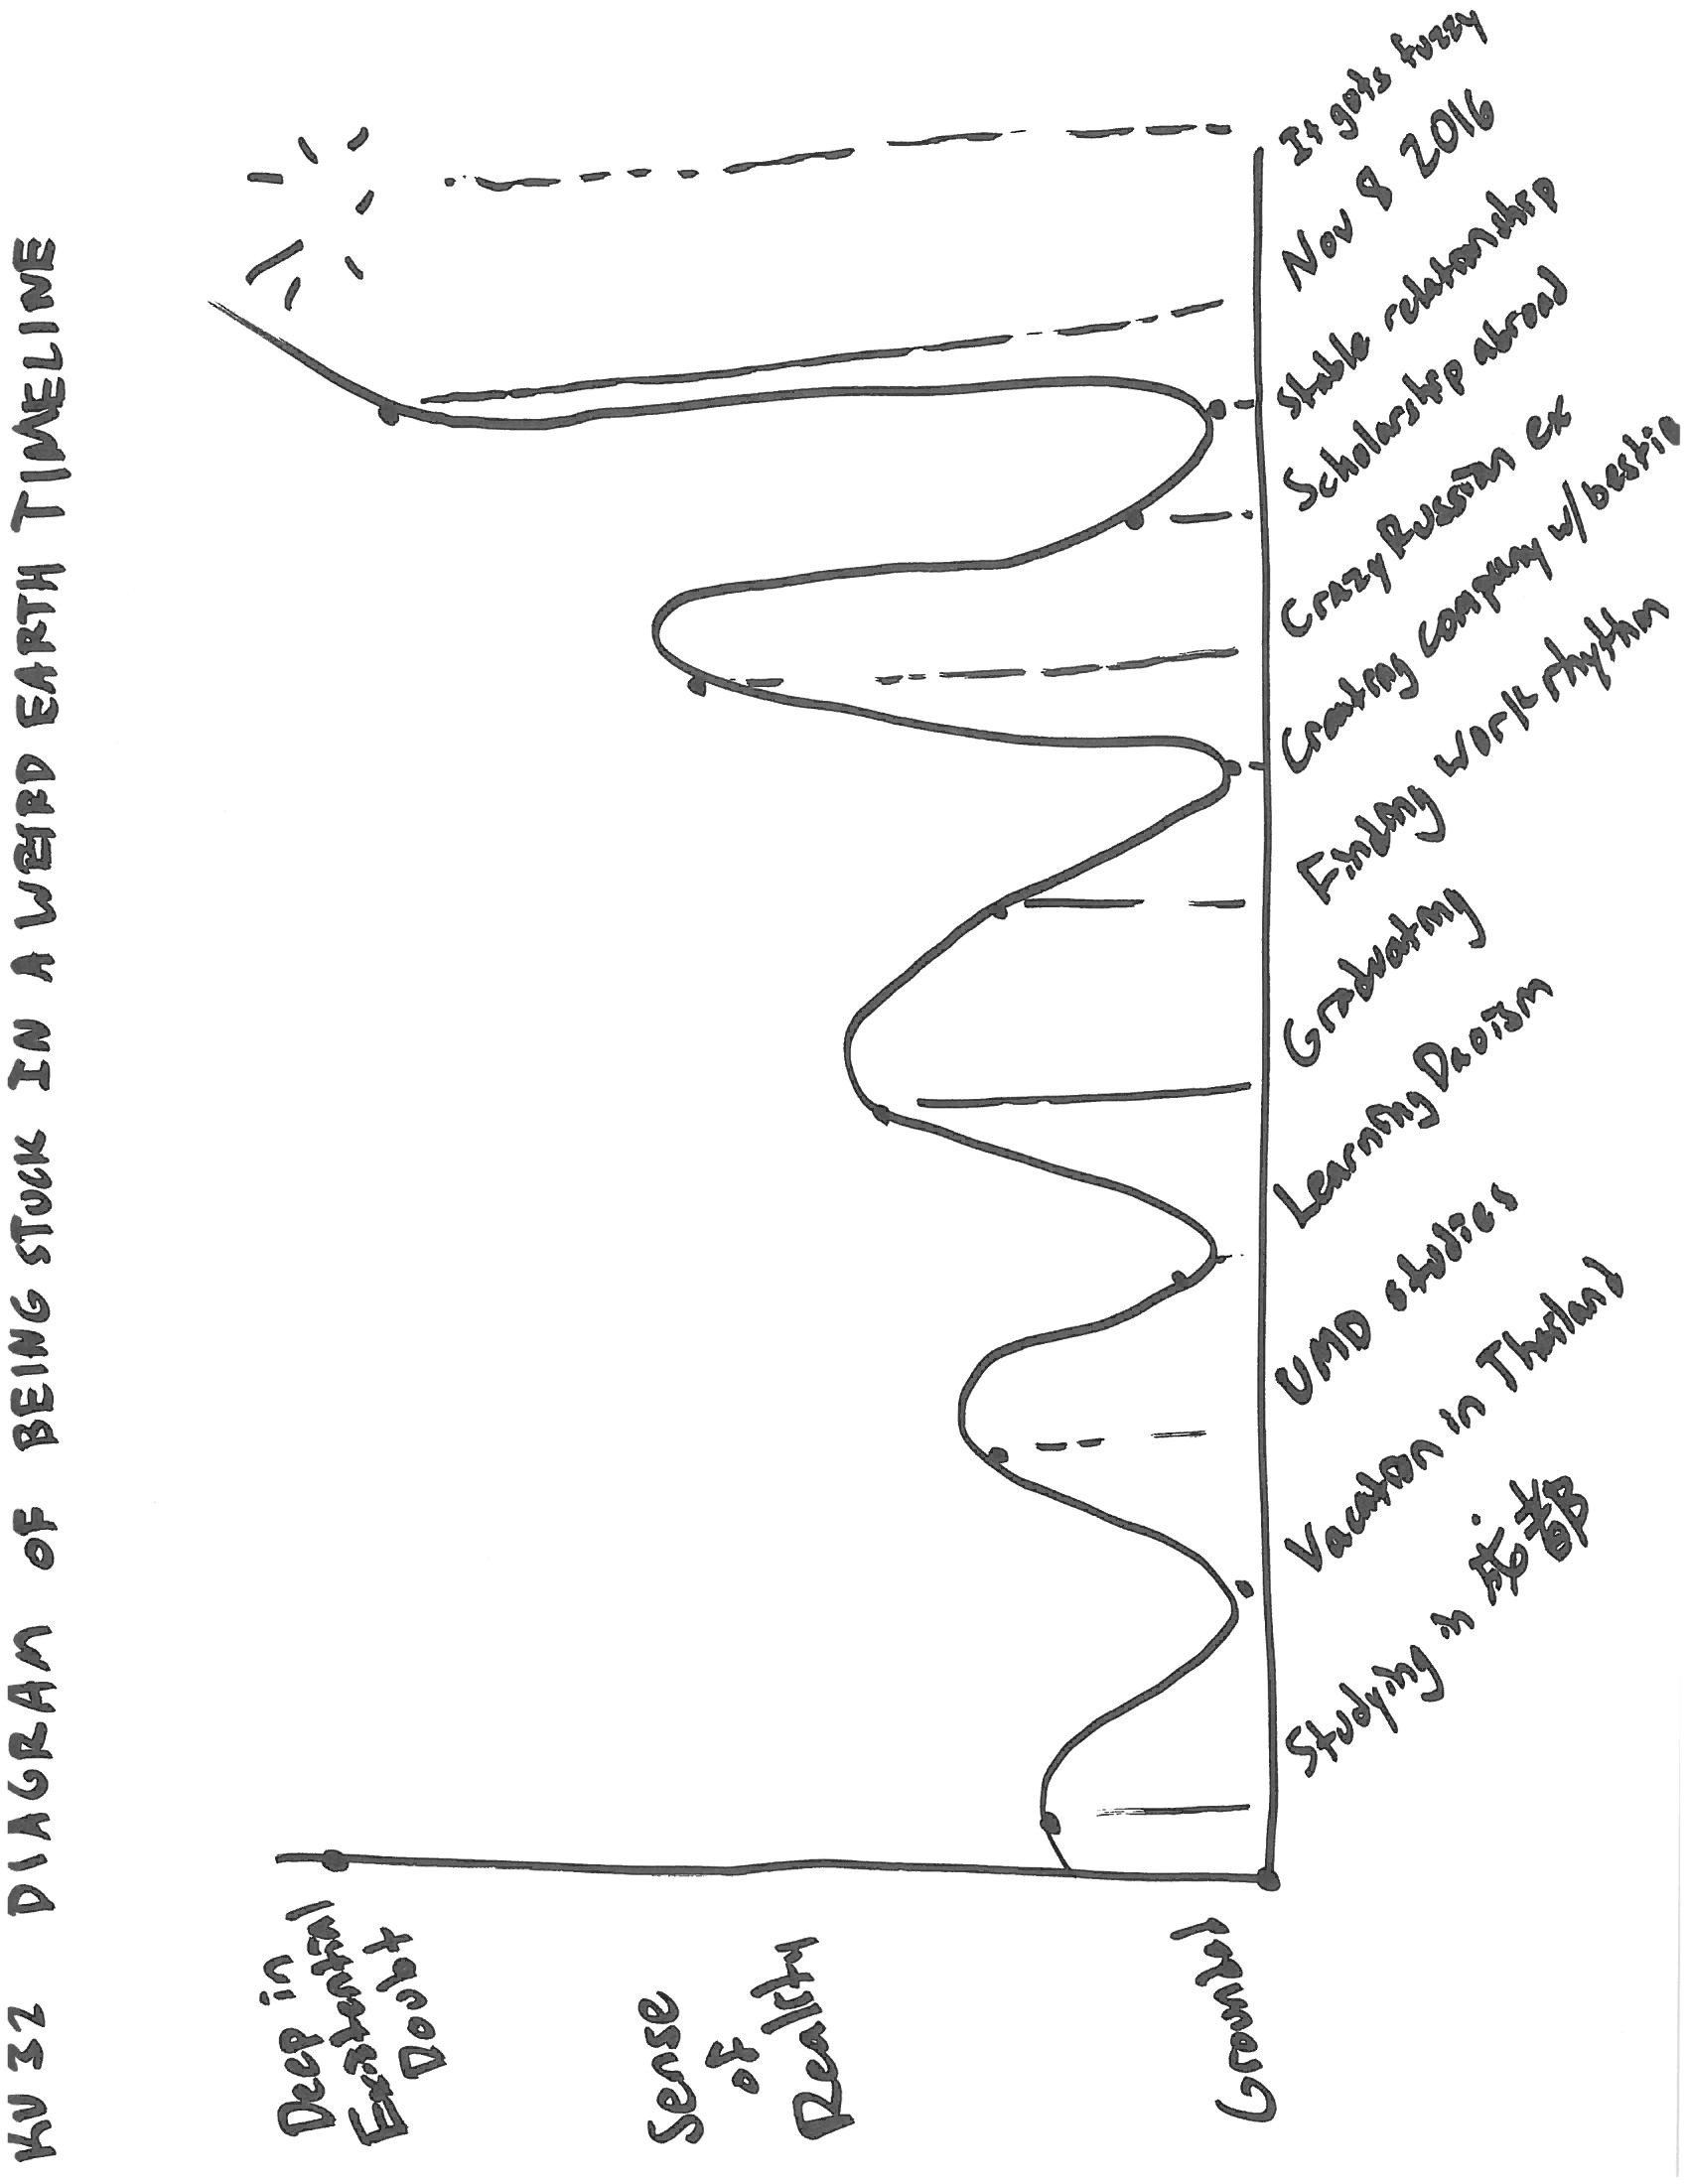 KV32 DIAGRAM OF BEING STUCK IN A WEIRD EARTH TIMELINE
Deep in
Existential
Doubt
Sense
of
Reality
Grounded
Studying in 成都
Vacation in Thailand
UMD studies
Learning Daoism
Graduating
Finding work rhythm
Creating company w/ bestie
Crazy Russian ex
Scholarship abroad
Stable relationship
Nov 8 2016
It gets fuzzy